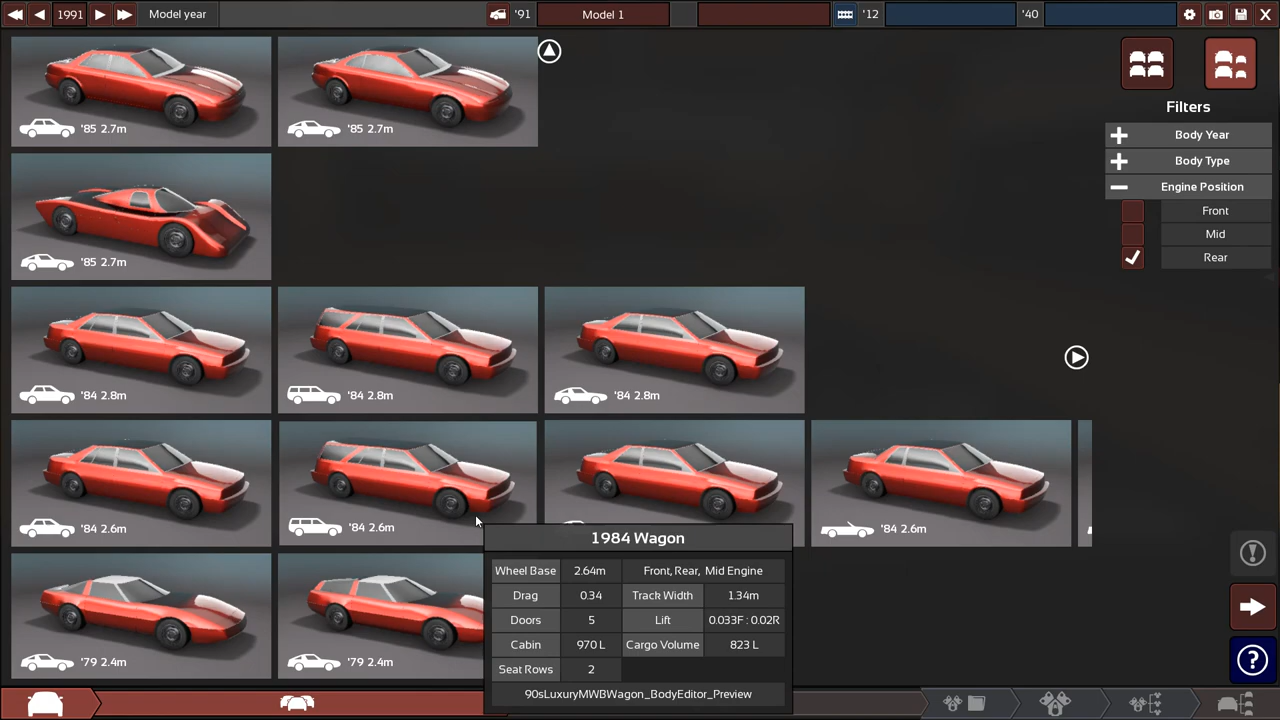 1991 Model year '91 Model 1 '12 '40
'85 2.7m '85 2.7m
Filters
Body Year
Body Type
Engine Position
Front
Mid
Rear
'85 2.7m
'84 2.8m '84 2.8m '84 2.8m
'84 2.6m '84 2.6m '84 2.6m
1984 Wagon
Wheel Base 2.64m Front, Rear, Mid Engine
Drag 0.34 Track Width 1.34m
Doors 5 Lift 0.033F : 0.02R
Cabin 970 L Cargo Volume 823 L
Seat Rows 2
90sLuxuryMWBWagon_BodyEditor_Preview
'79 2.4m '79 2.4m
?